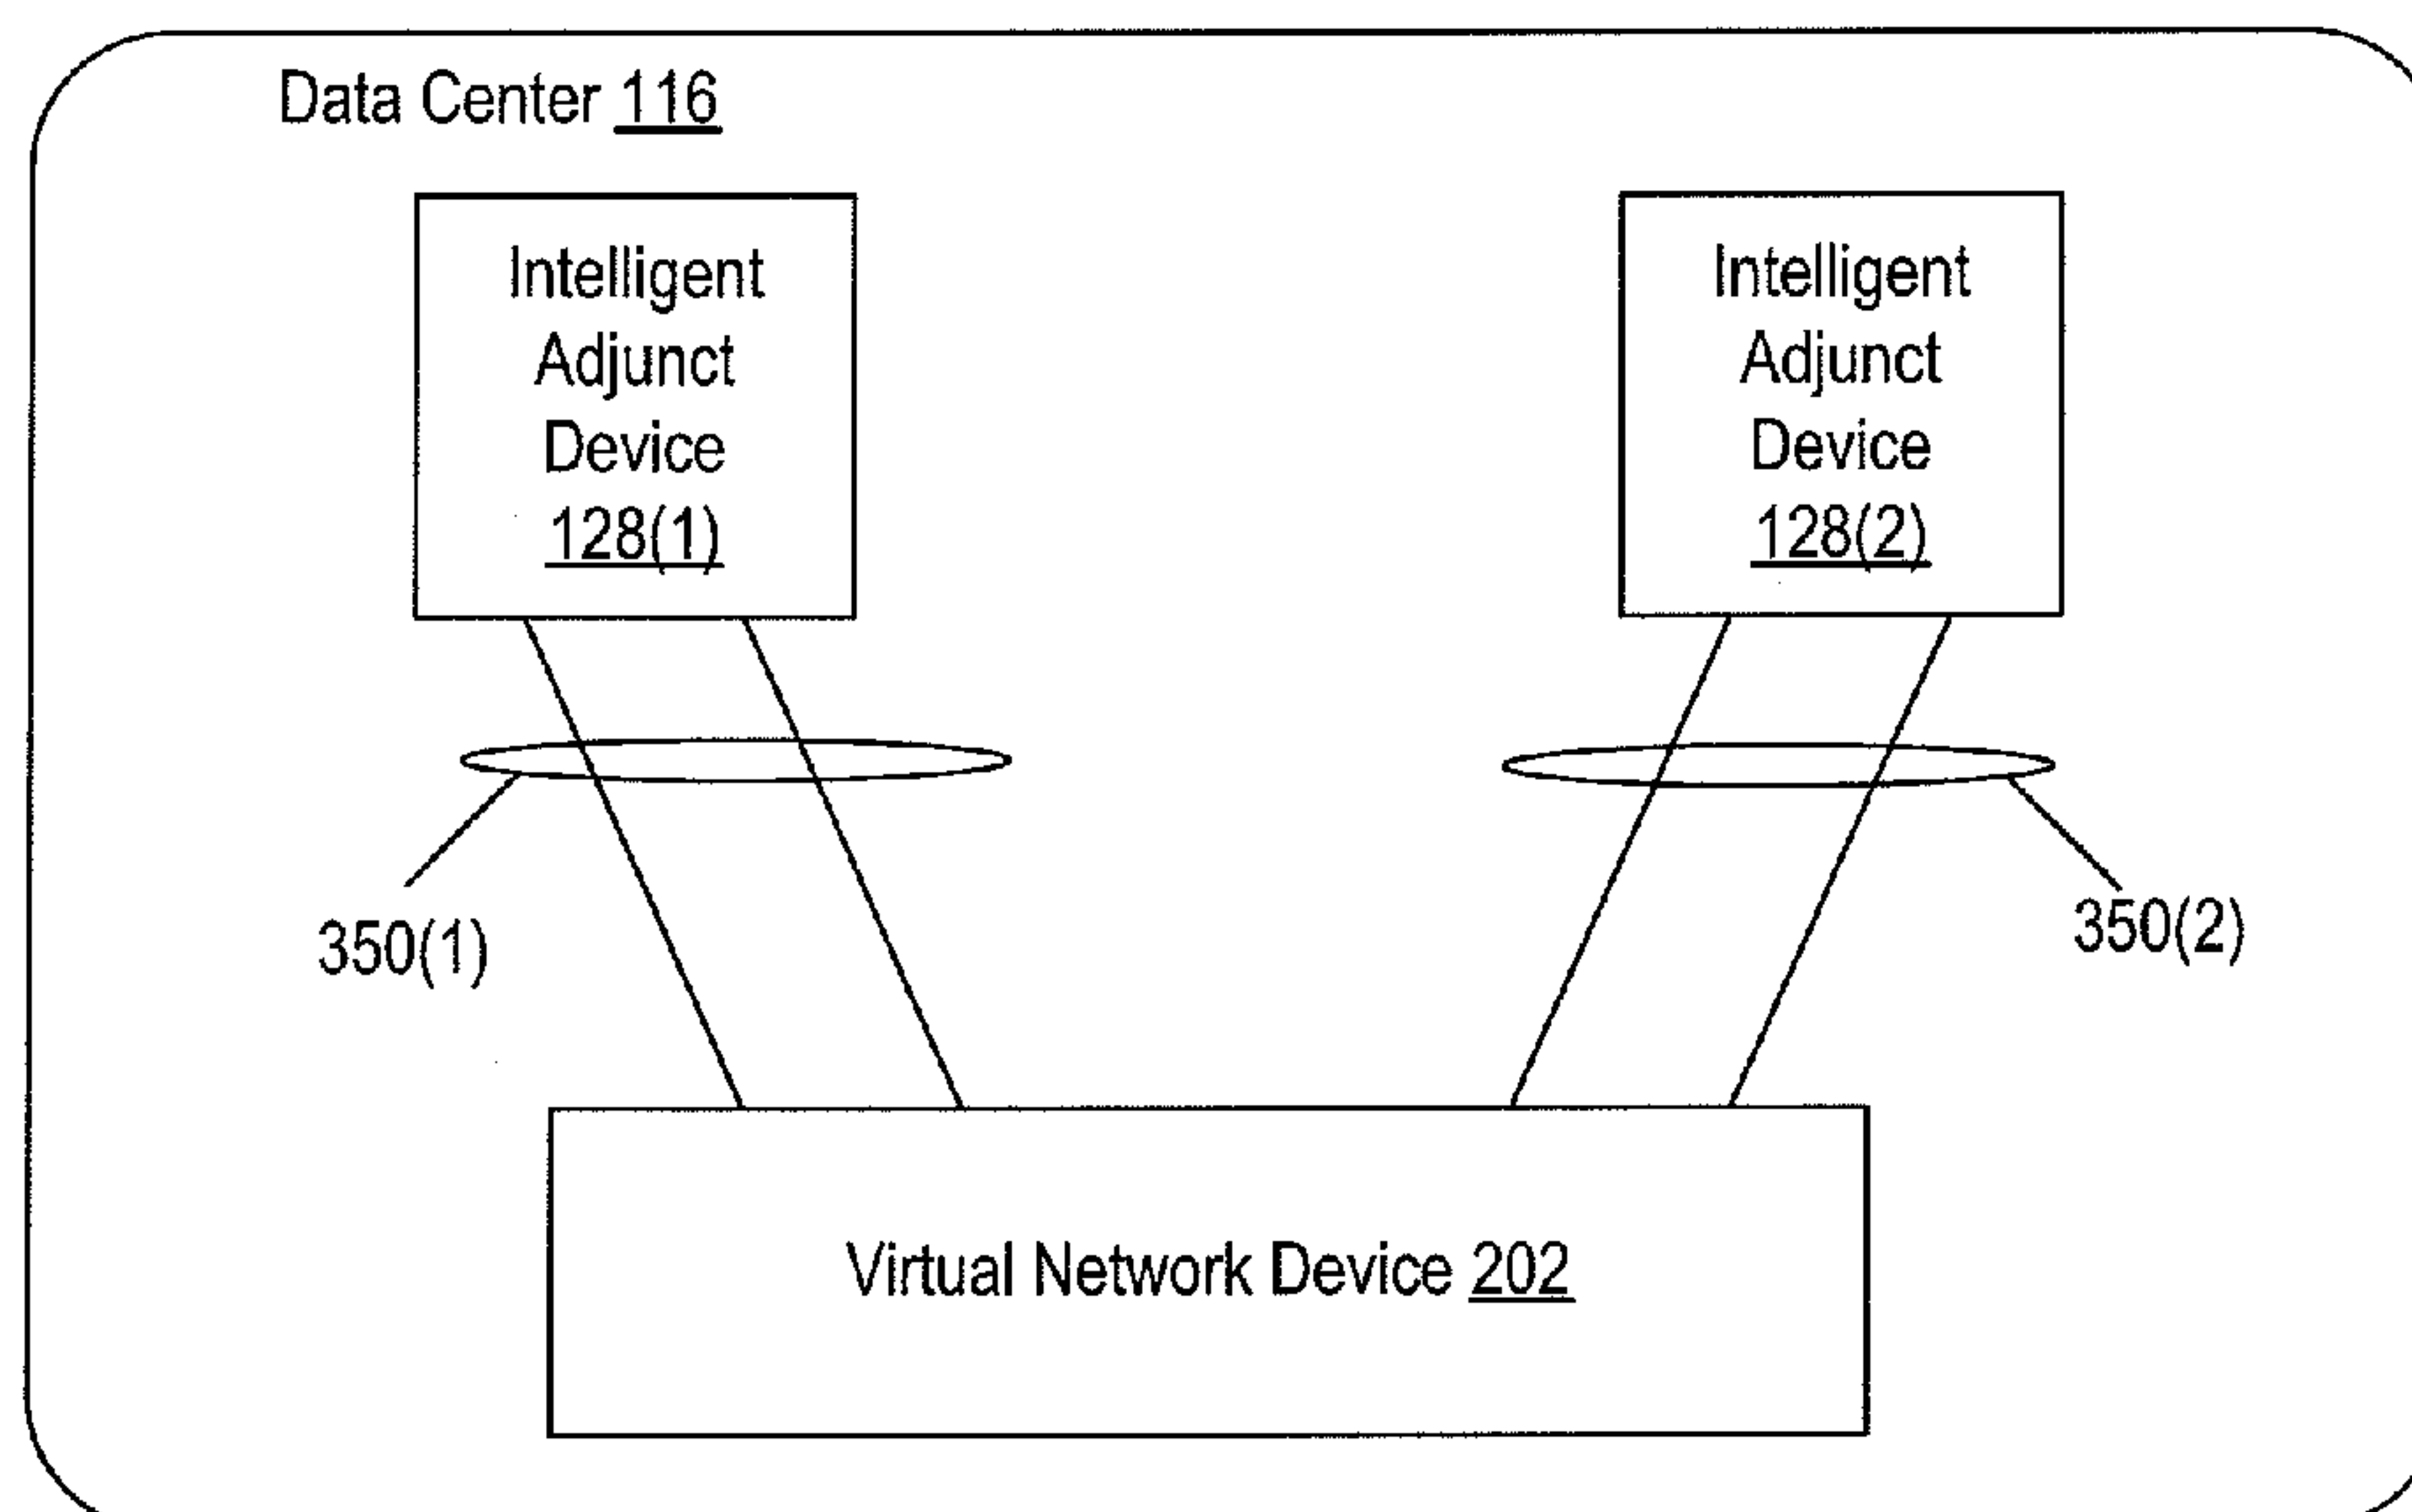 Data Center 116
Intelligent
Adjunct
Device
128(1)
Intelligent
Adjunct
Device
128(2)
350(1)
350(2)
Virtual Network Device 202